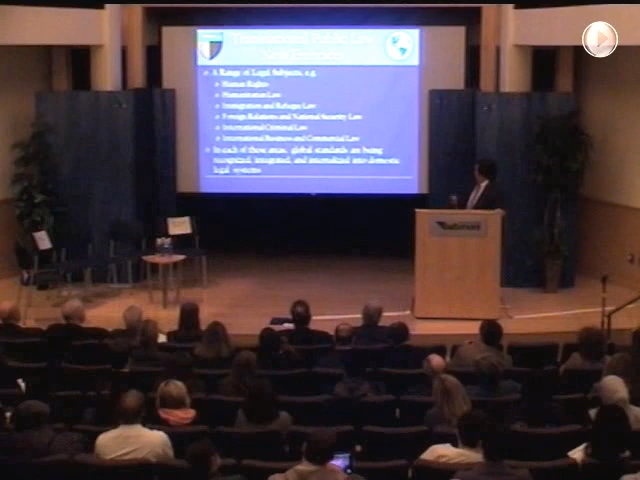 Transnational Public Law
A Range of Legal Subjects, e.g.
Human Rights
Humanitarian Law
Immigration and Refugee Law
Foreign Relations and National Security Law
International Criminal Law
International Business and Commercial Law
In each of these areas, global standards are being
recognized, integrated, and internalized into domestic
legal systems